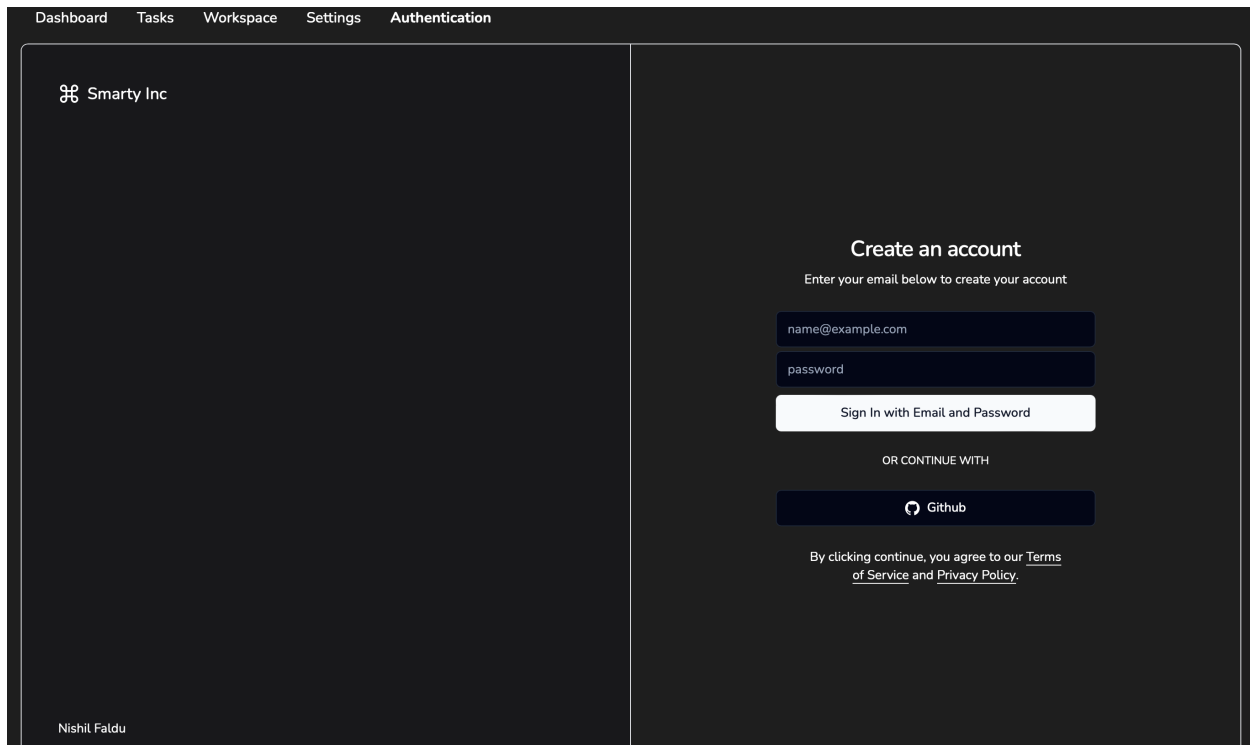 Dashboard Tasks Workspace Settings Authentication
Smarty Inc
Create an account
Enter your email below to create your account
name@example.com
password
Sign In with Email and Password
OR CONTINUE WITH
Github
By clicking continue, you agree to our Terms
of Service and Privacy Policy.
Nishil Faldu